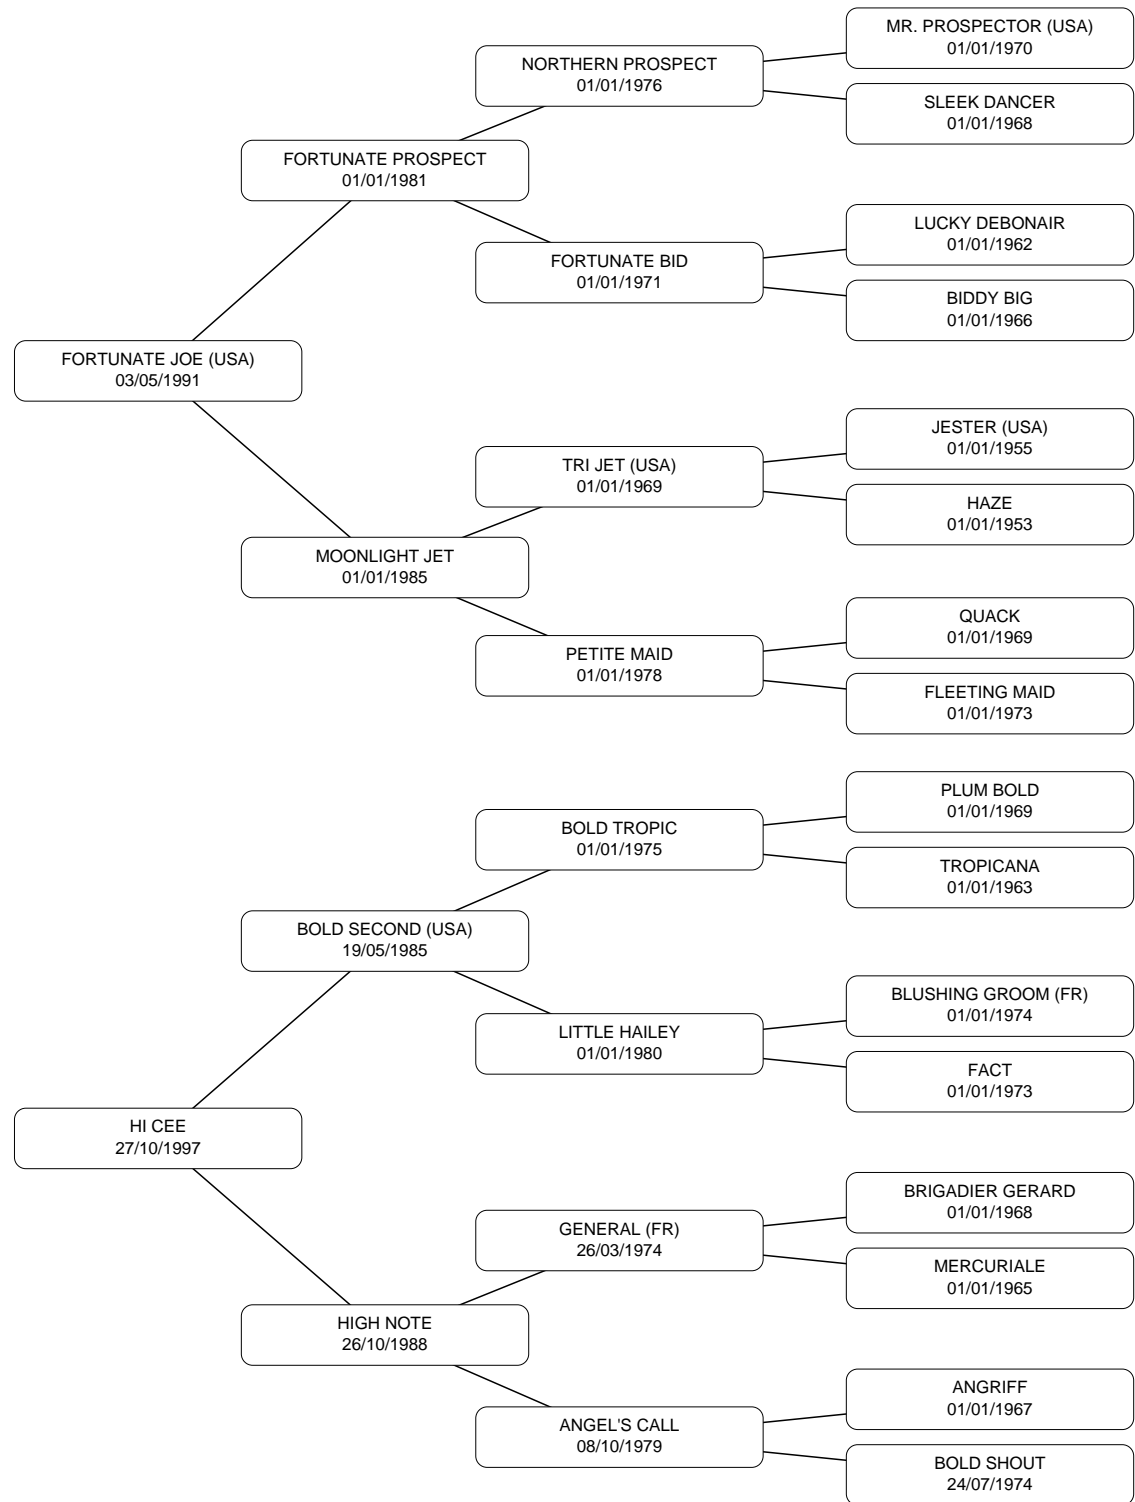 MR. PROSPECTOR (USA)
01/01/1970
NORTHERN PROSPECT
01/01/1976
SLEEK DANCER
01/01/1968
FORTUNATE PROSPECT
01/01/1981
LUCKY DEBONAIR
01/01/1962
FORTUNATE BID
01/01/1971
BIDDY BIG
01/01/1966
FORTUNATE JOE (USA)
03/05/1991
JESTER (USA)
01/01/1955
TRI JET (USA)
01/01/1969
HAZE
01/01/1953
MOONLIGHT JET
01/01/1985
QUACK
01/01/1969
PETITE MAID
01/01/1978
FLEETING MAID
01/01/1973
PLUM BOLD
01/01/1969
BOLD TROPIC
01/01/1975
TROPICANA
01/01/1963
BOLD SECOND (USA)
19/05/1985
BLUSHING GROOM (FR)
01/01/1974
LITTLE HAILEY
01/01/1980
FACT
01/01/1973
HI CEE
27/10/1997
BRIGADIER GERARD
01/01/1968
GENERAL (FR)
26/03/1974
MERCURIALE
01/01/1965
HIGH NOTE
26/10/1988
ANGRIFF
01/01/1967
ANGEL'S CALL
08/10/1979
BOLD SHOUT
24/07/1974